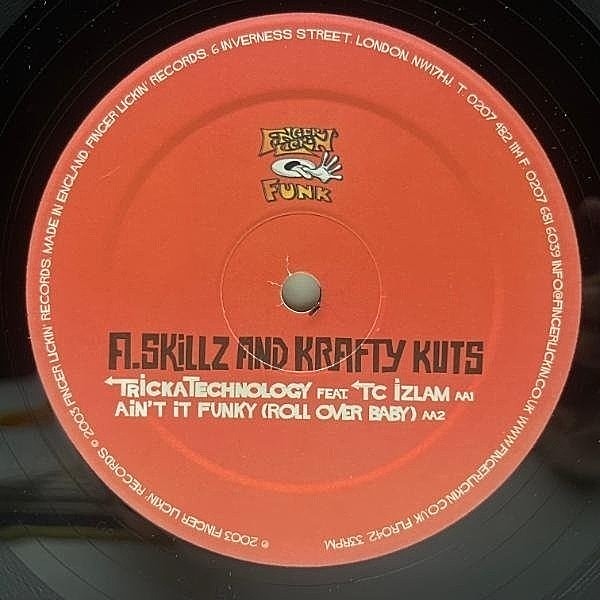 FINGER
LICKIN'
FUNK
A.SKiLLZ AND KRAFTY KUTS
TRiCKATECHNOLOGY FEAT. TC iZLAM AA1
AiN'T iT FUNKY (ROLL OVER BABY) AA2
℗ 2003 FINGER LICKIN' RECORDS © 2003 FINGER LICKIN' RECORDS. MADE IN ENGLAND. FINGER LICKIN' RECORDS. 6 INVERNESS STREET. LONDON. NW17HJ T. 0207 482 1114 F. 0207 681 6039 INFO@FINGERLICKIN.CO.UK WWW.FINGERLICKIN.CO.UK FLR042 33RPM